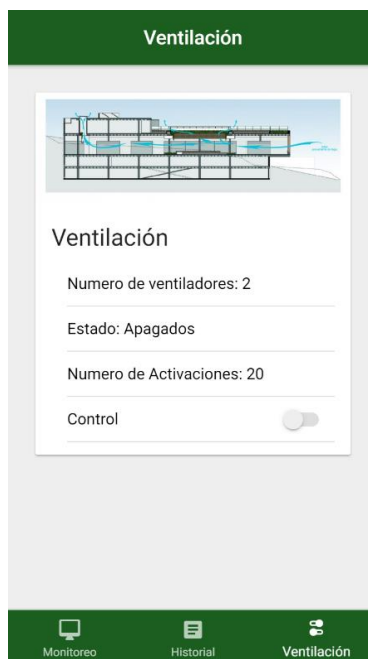 Ventilación
Ventilación
Numero de ventiladores: 2
Estado: Apagados
Numero de Activaciones: 20
Control
Monitoreo
Historial
Ventilación